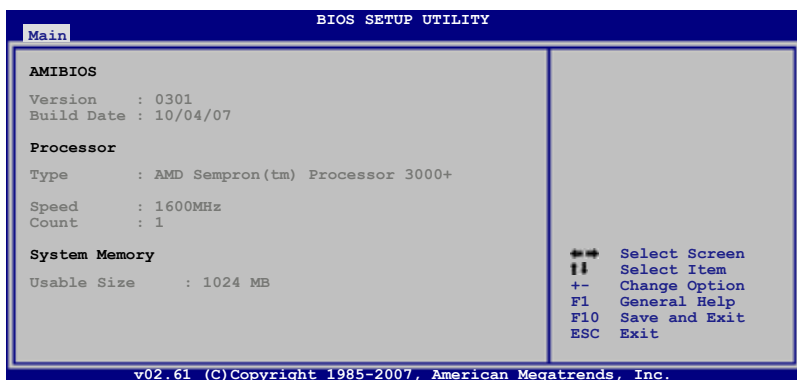 BIOS SETUP UTILITY
Main
AMIBIOS
Version : 0301
Build Date : 10/04/07
Processor
Type : AMD Sempron(tm) Processor 3000+
Speed : 1600MHz
Count : 1
System Memory
Usable Size : 1024 MB
←→ Select Screen
↑↓ Select Item
+- Change Option
F1 General Help
F10 Save and Exit
ESC Exit
v02.61 (C)Copyright 1985-2007, American Megatrends, Inc.